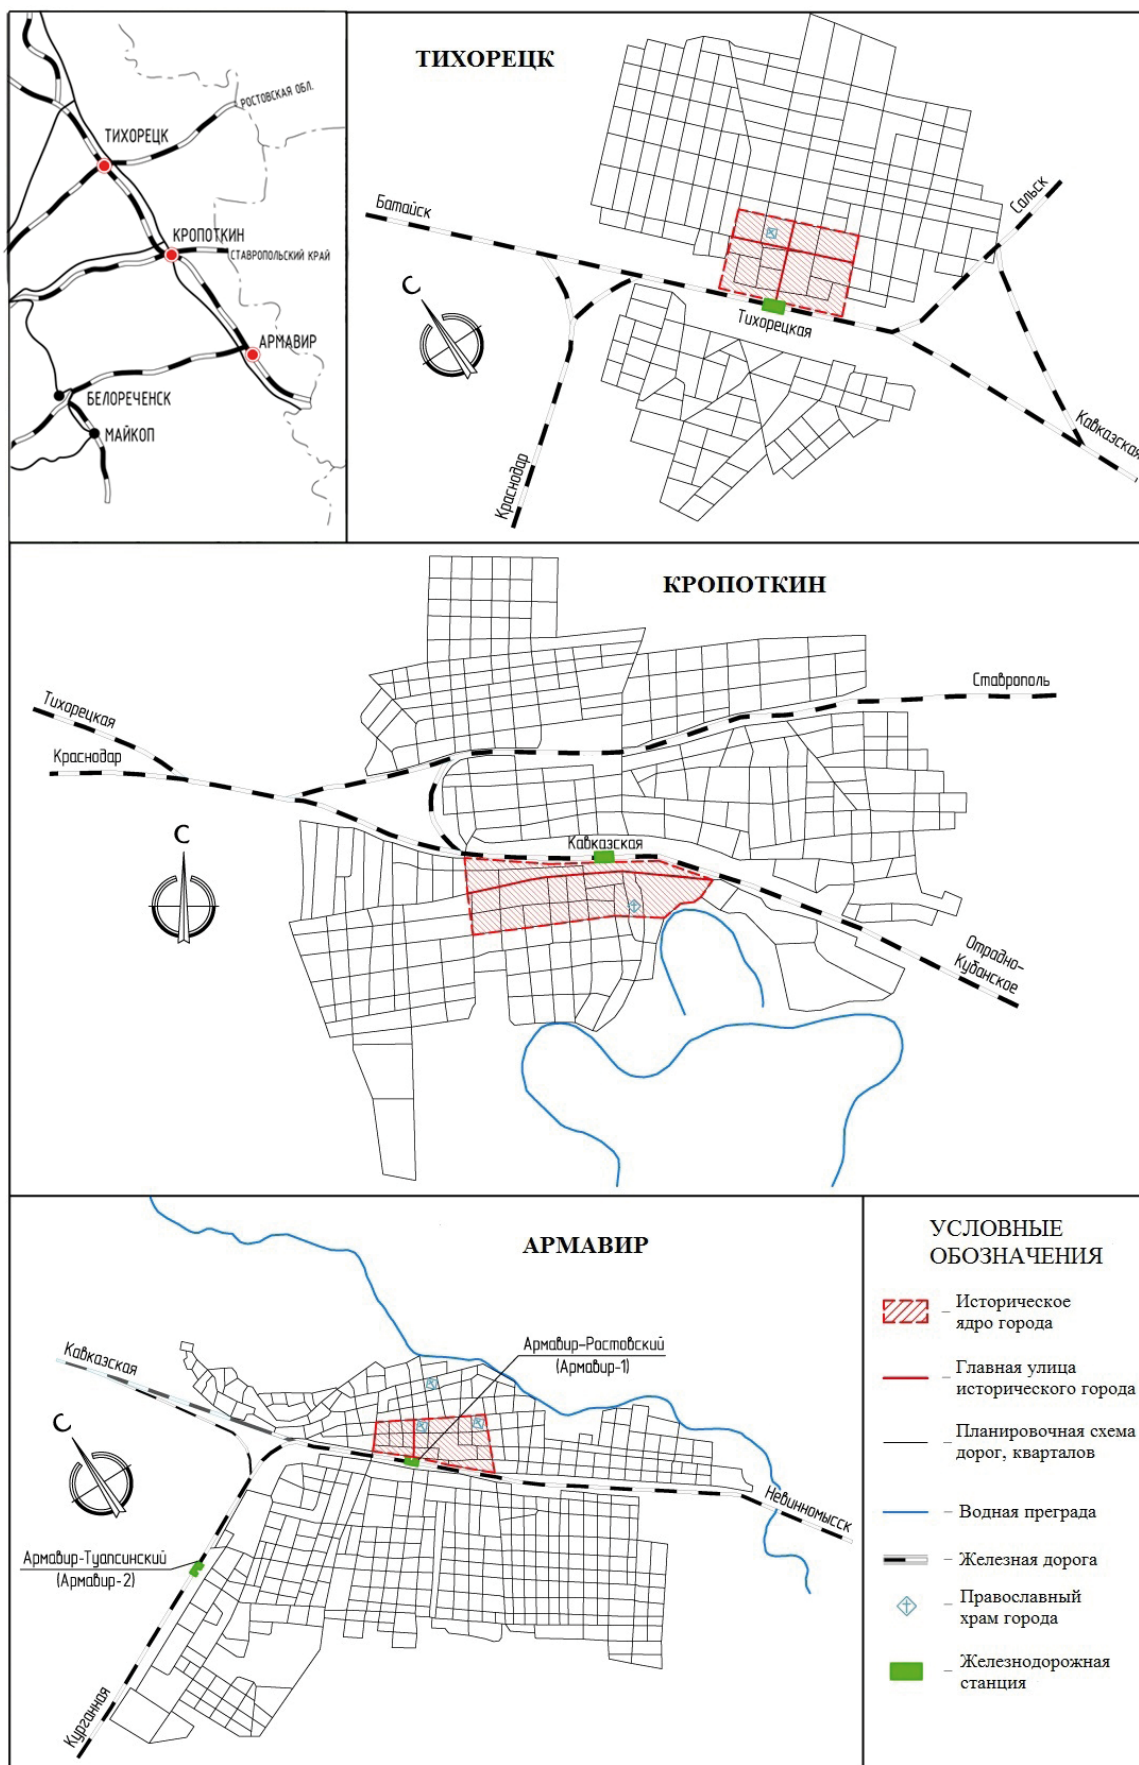 РОСТОВСКАЯ ОБЛ.
ТИХОРЕЦК
КРОПОТКИН
СТАВРОПОЛЬСКИЙ КРАЙ
АРМАВИР
БЕЛОРЕЧЕНСК
МАЙКОП
ТИХОРЕЦК
Батайск
Сальск
С
Тихорецкая
Кавказская
Краснодар
КРОПОТКИН
Ставрополь
Тихорецкая
Краснодар
С
Кавказская
Отрадно-
Кубанское
АРМАВИР
Армавир-Ростовский
(Армавир-1)
Кавказская
С
Невинномысск
Армавир-Туапсинский
(Армавир-2)
Курганная
УСЛОВНЫЕ
ОБОЗНАЧЕНИЯ
– Историческое
ядро города
– Главная улица
исторического города
– Планировочная схема
дорог, кварталов
– Водная преграда
– Железная дорога
– Православный
храм города
– Железнодорожная
станция